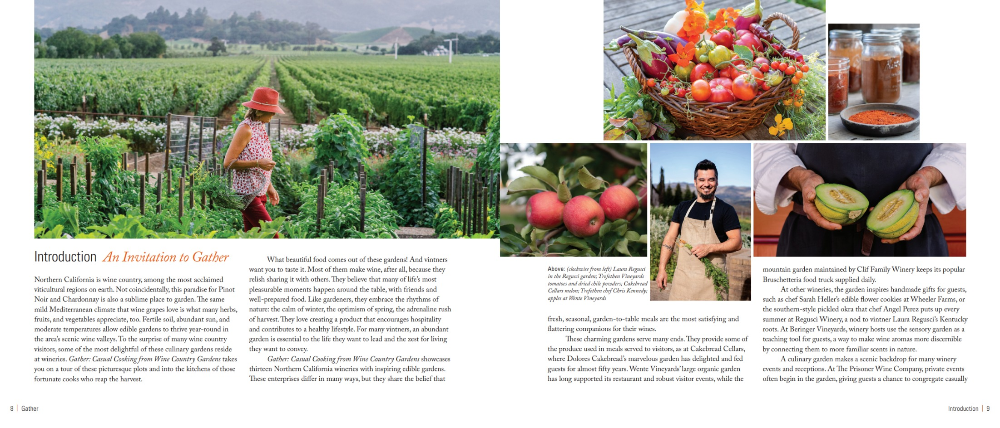 Introduction An Invitation to Gather
Northern California is wine country, among the most acclaimed
viticultural regions on earth. Not coincidentally, this paradise for Pinot
Noir and Chardonnay is also a sublime place to garden. The same
mild Mediterranean climate that wine grapes love is what many herbs,
fruits, and vegetables appreciate, too. Fertile soil, abundant sun, and
moderate temperatures allow edible gardens to thrive year-round in
the area's scenic wine valleys. To the surprise of many wine country
visitors, some of the most delightful of these culinary gardens reside
at wineries. Gather: Casual Cooking from Wine Country Gardens takes
you on a tour of these picturesque plots and into the kitchens of those
fortunate cooks who reap the harvest.
What beautiful food comes out of these gardens! And vintners
want you to taste it. Most of them make wine, after all, because they
relish sharing it with others. They believe that many of life's most
pleasurable moments happen around the table, with friends and
well-prepared food. Like gardeners, they embrace the rhythms of
nature: the calm of winter, the optimism of spring, the adrenaline rush
of harvest. They love creating a product that encourages hospitality
and contributes to a healthy lifestyle. For many vintners, an abundant
garden is essential to the life they want to lead and the zest for living
they want to convey.
Gather: Casual Cooking from Wine Country Gardens showcases
thirteen Northern California wineries with inspiring edible gardens.
These enterprises differ in many ways, but they share the belief that
8 | Gather
Above: (clockwise from left) Laura Regusci
in the Regusci garden; Trefethen Vineyards
tomatoes and dried chile powders; Cakebread
Cellars melon; Trefethen chef Chris Kennedy;
apples at Wente Vineyards
fresh, seasonal, garden-to-table meals are the most satisfying and
flattering companions for their wines.
These charming gardens serve many ends. They provide some of
the produce used in meals served to visitors, as at Cakebread Cellars,
where Dolores Cakebread's marvelous garden has delighted and fed
guests for almost fifty years. Wente Vineyards' large organic garden
has long supported its restaurant and robust visitor events, while the
mountain garden maintained by Clif Family Winery keeps its popular
Bruschetteria food truck supplied daily.
At other wineries, the garden inspires handmade gifts for guests,
such as chef Sarah Heller's edible flower cookies at Wheeler Farms, or
the southern-style pickled okra that chef Angel Perez puts up every
summer at Regusci Winery, a nod to vintner Laura Regusci's Kentucky
roots. At Beringer Vineyards, winery hosts use the sensory garden as a
teaching tool for guests, a way to make wine aromas more discernible
by connecting them to more familiar scents in nature.
A culinary garden makes a scenic backdrop for many winery
events and receptions. At The Prisoner Wine Company, private events
often begin in the garden, giving guests a chance to congregate casually
Introduction | 9